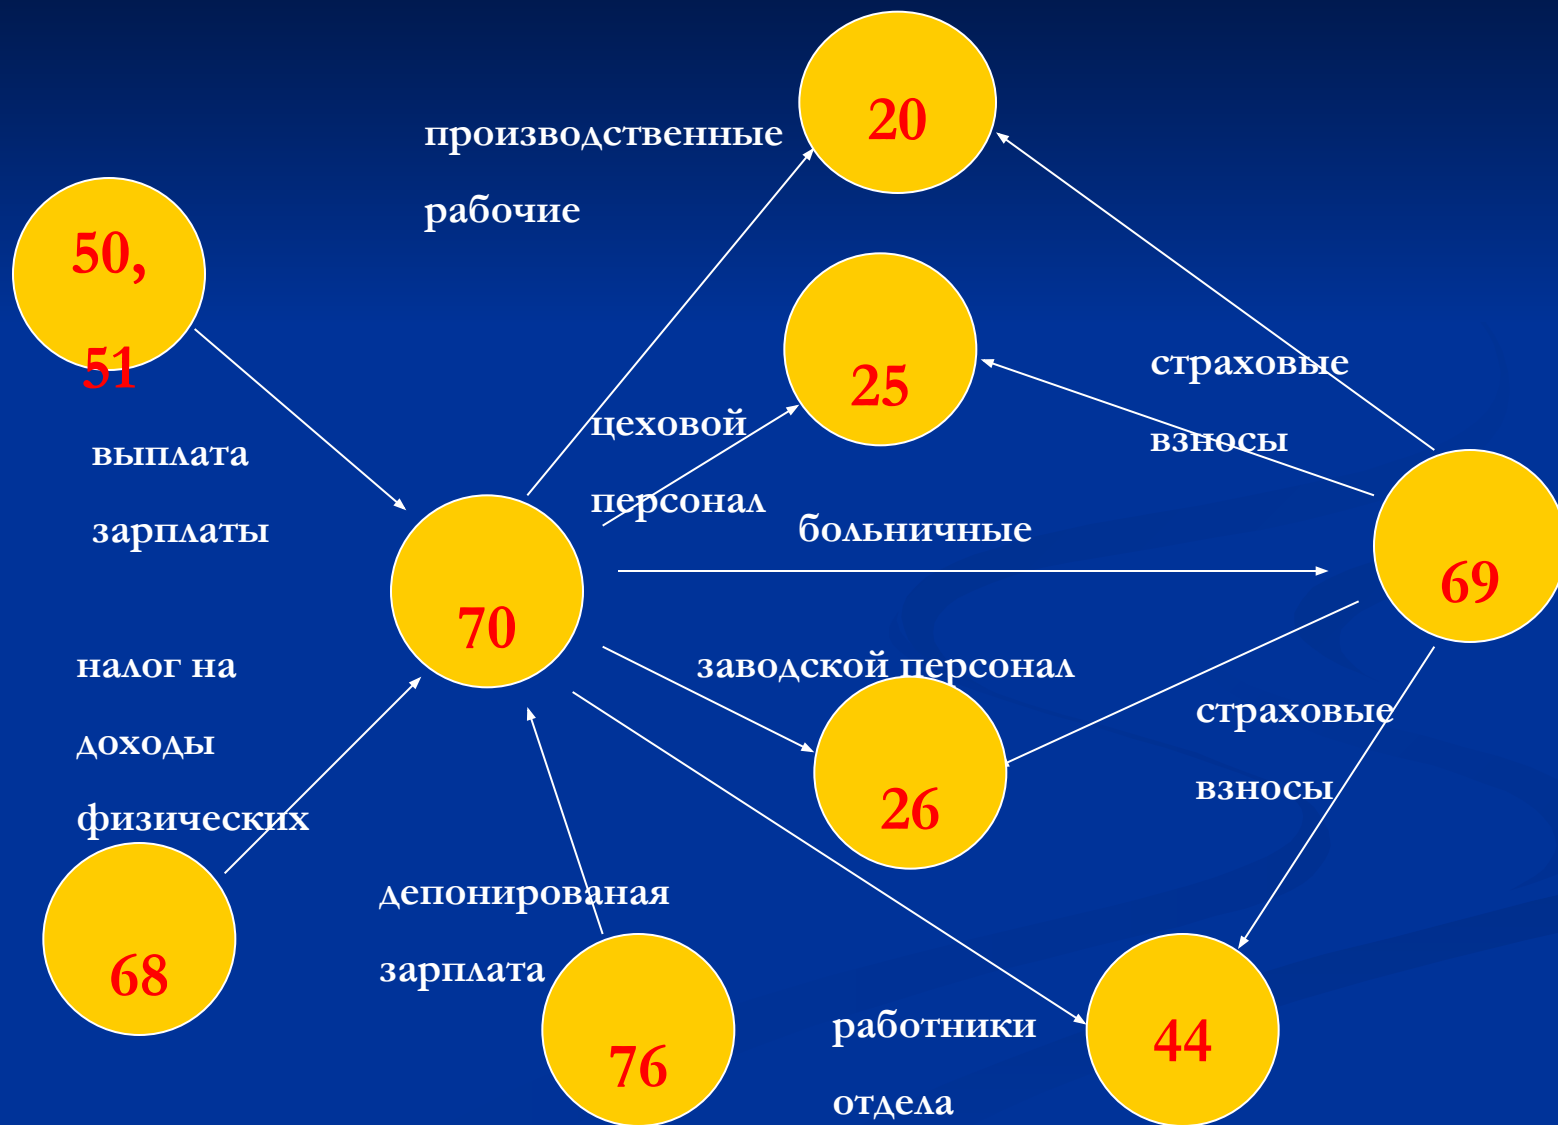 20
производственные
рабочие
50,
51
25
страховые
взносы
цеховой
персонал
выплата
зарплаты
больничные
69
70
налог на
доходы
физических
заводской персонал
страховые
взносы
26
депонированая
зарплата
68
76
работники
отдела
44